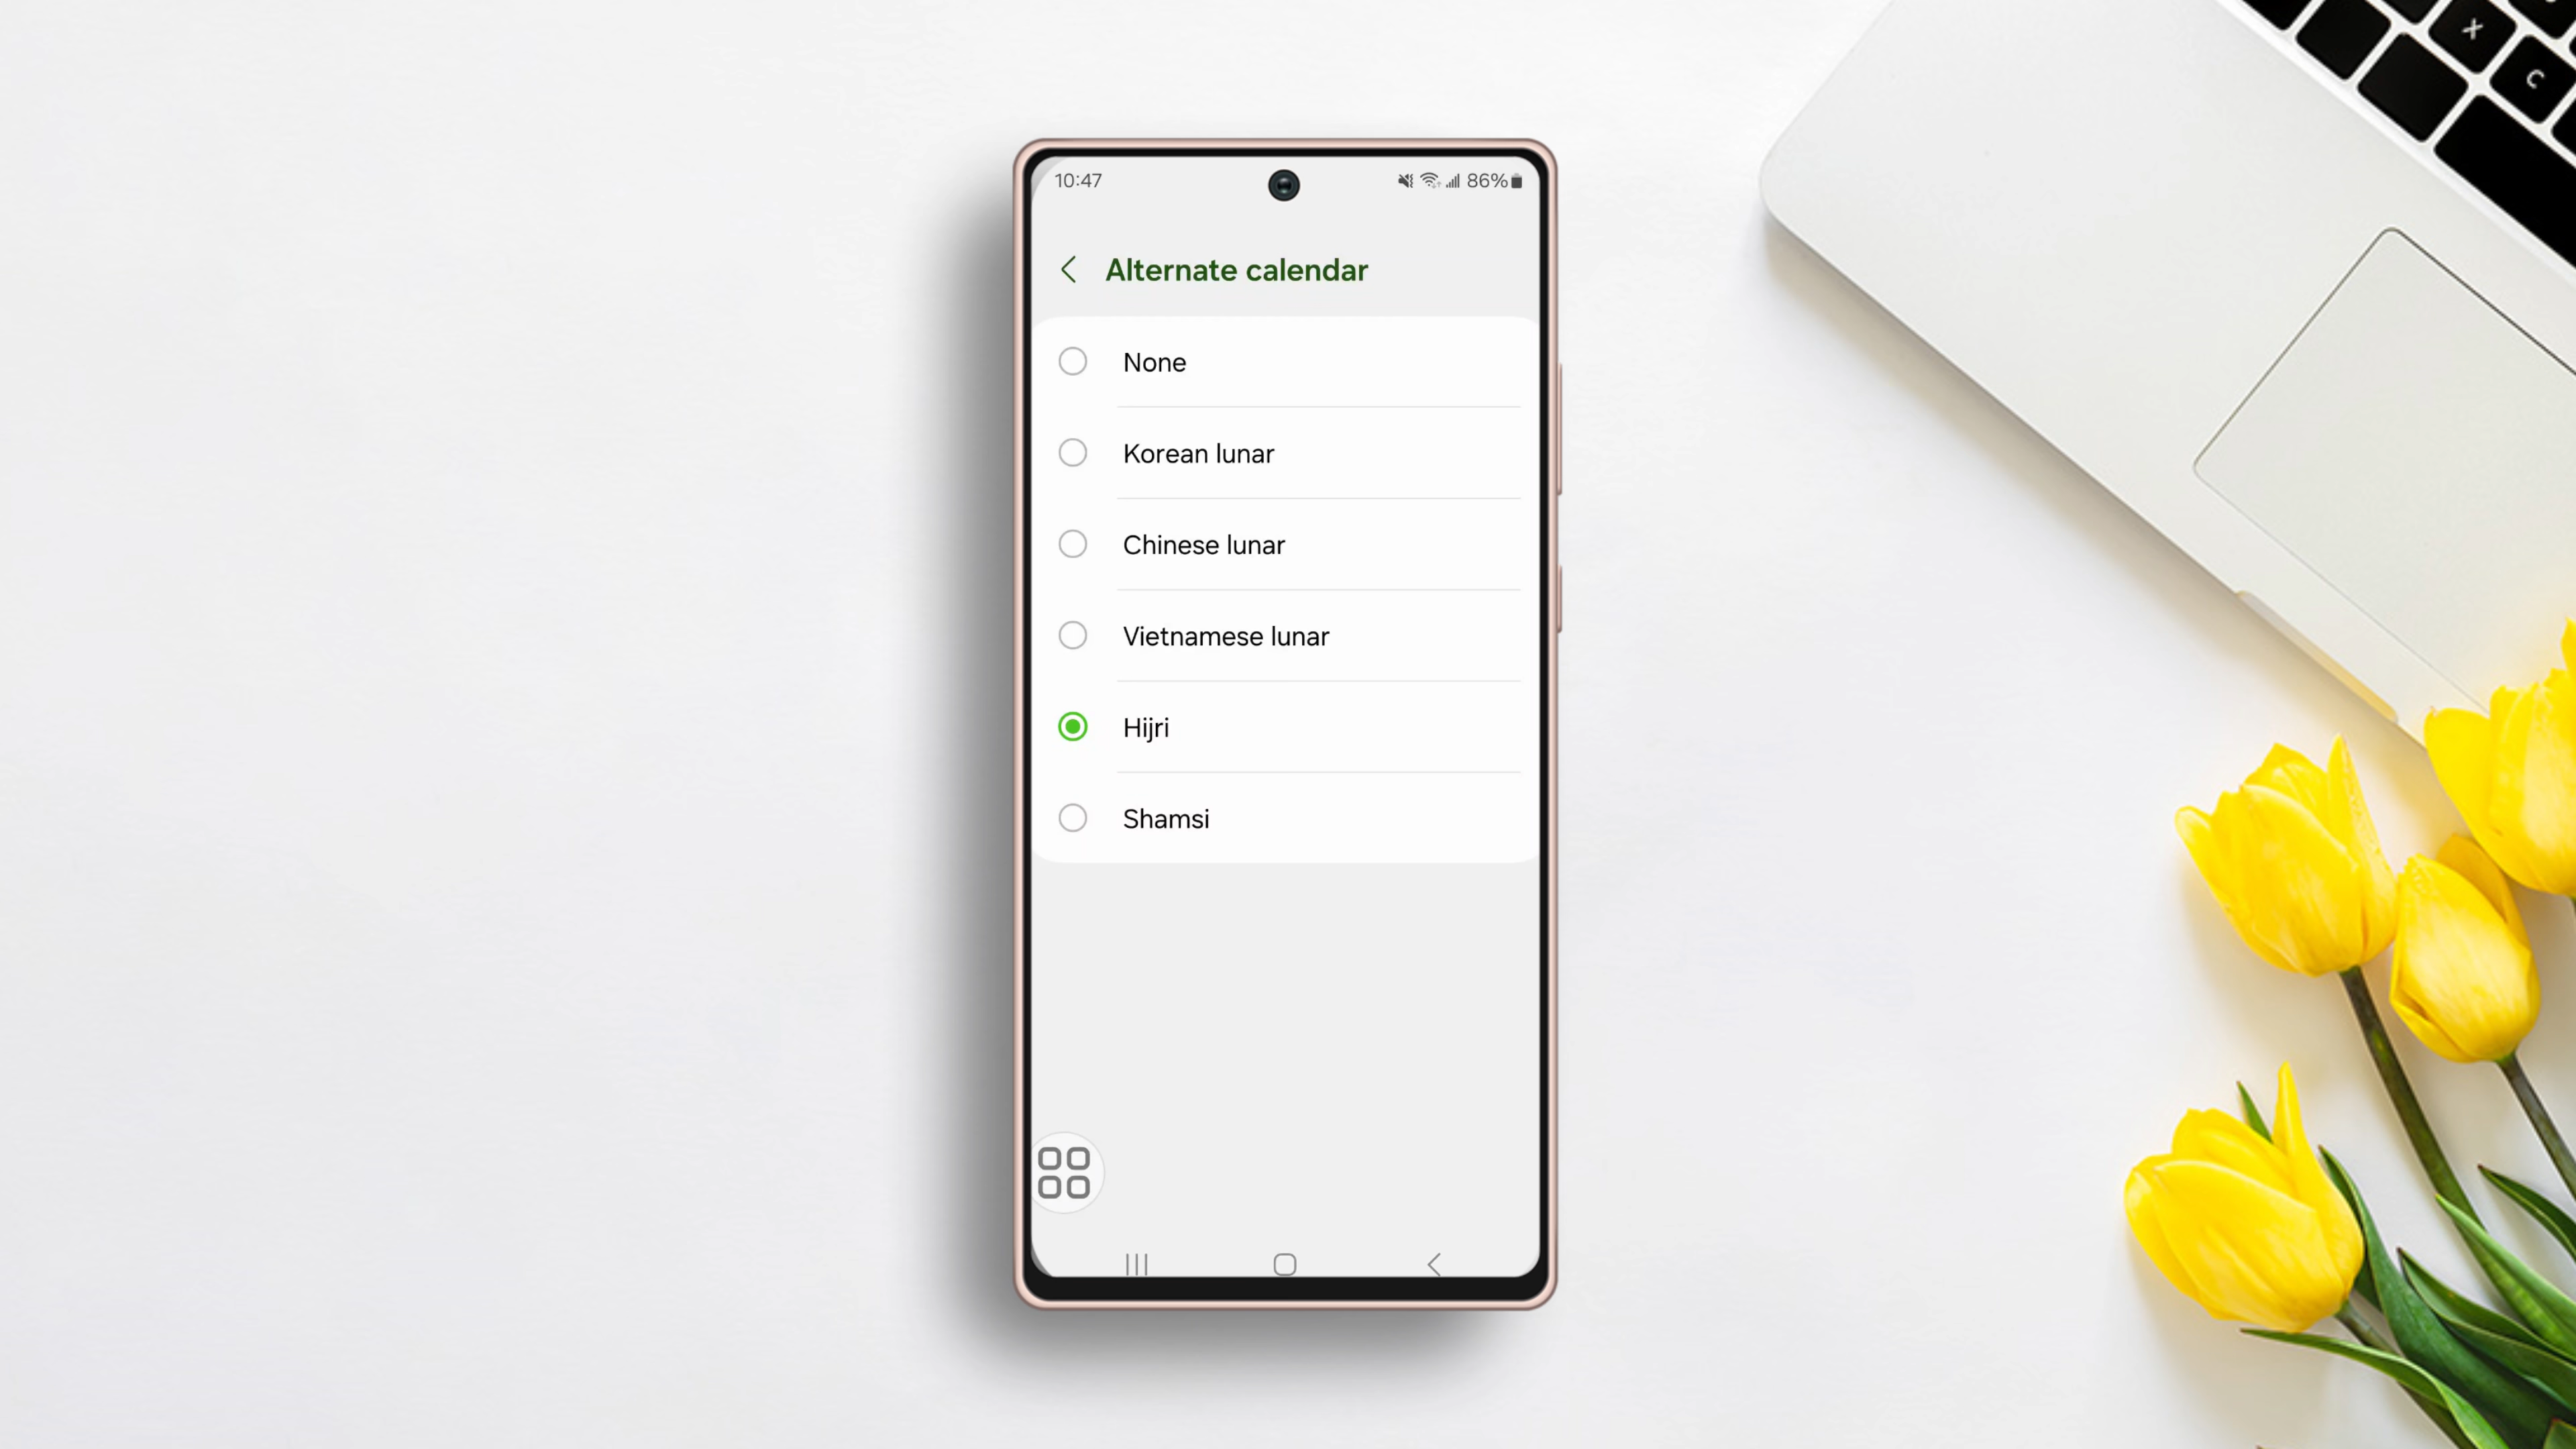 X
C
10:47
86%
Alternate calendar
None
Korean lunar
Chinese lunar
Vietnamese lunar
Hijri
Shamsi